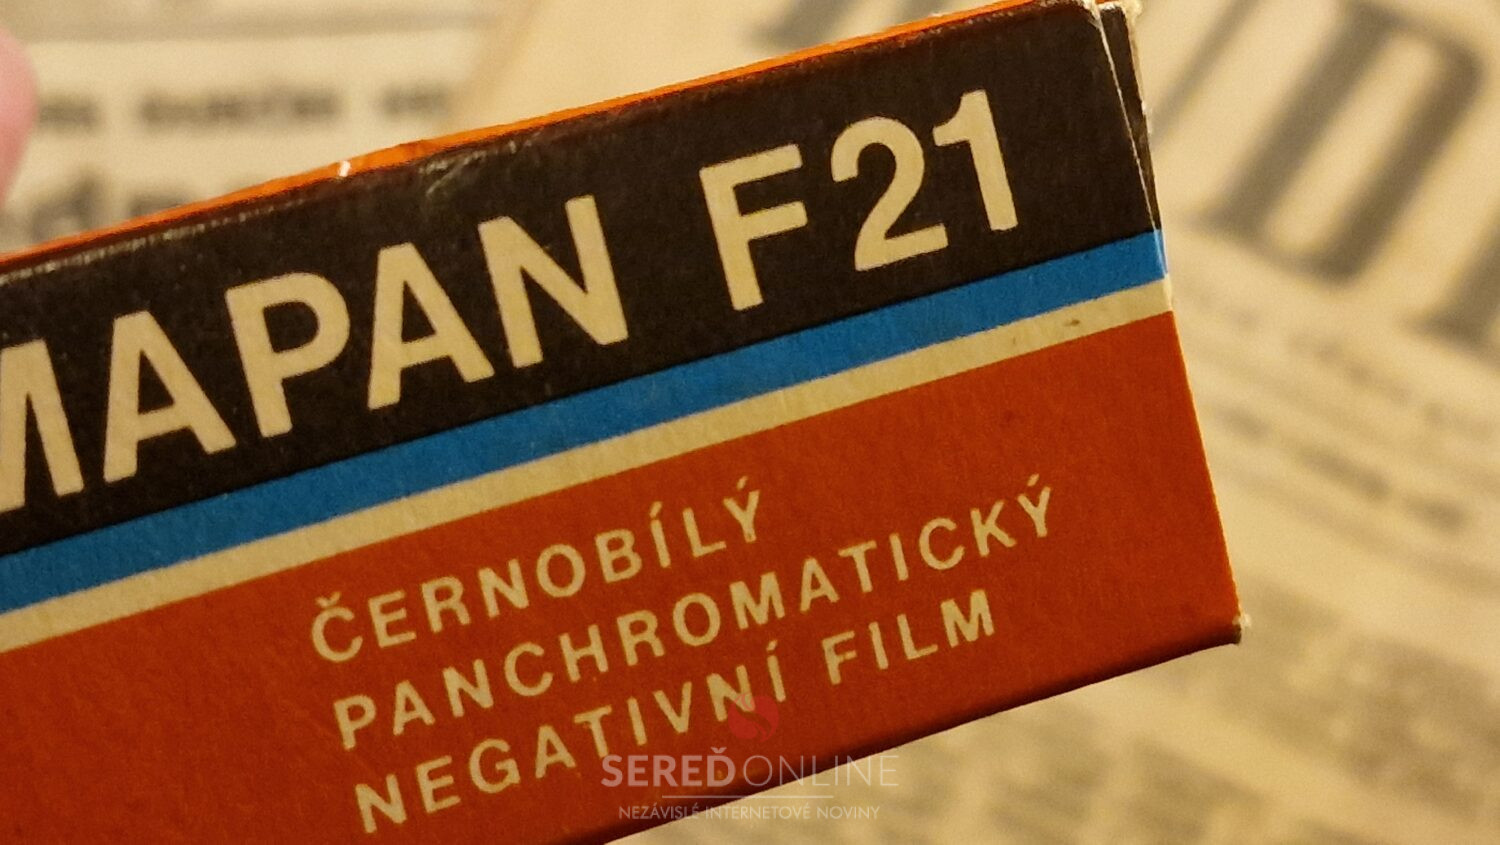 MAPAN F21
ČERNOBÍLÝ
PANCHROMATICKÝ
NEGATIVNÍ FILM
SEREĎONLINE
NEZÁVISLÉ INTERNETOVÉ NOVINY